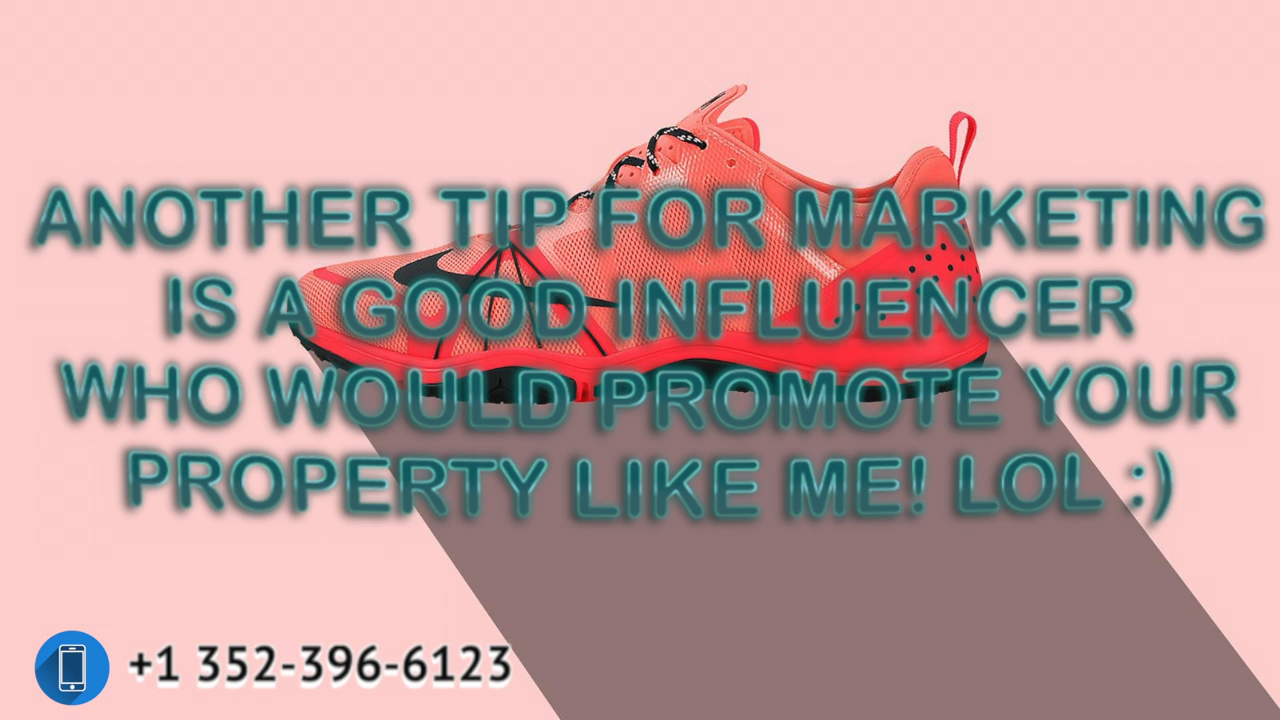 ANOTHER TIP FOR MARKETING
IS A GOOD INFLUENCER
WHO WOULD PROMOTE YOUR
PROPERTY LIKE ME! LOL :)
+1 352-396-6123